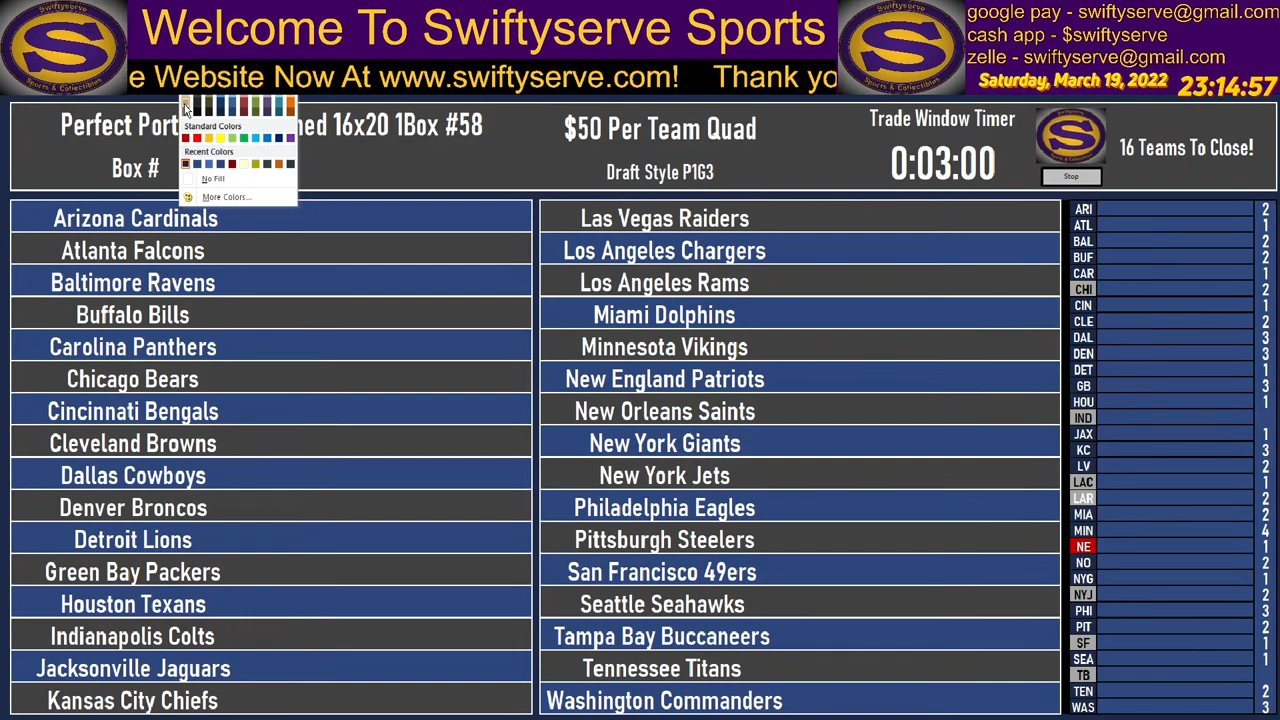 Welcome To Swiftyserve Sports
e Website Now At www.swiftyserve.com! Thank yo
google pay - swiftyserve@gmail.com
cash app - $swiftyserve
zelle - swiftyserve@gmail.com
Saturday, March 19, 2022 23:14:57
Perfect Port ned 16x20 1Box #58
Box #
Standard Colors
Recent Colors
No Fill
More Colors...
$50 Per Team Quad
Draft Style P1G3
Trade Window Timer
0:03:00
Stop
16 Teams To Close!
Arizona Cardinals
Atlanta Falcons
Baltimore Ravens
Buffalo Bills
Carolina Panthers
Chicago Bears
Cincinnati Bengals
Cleveland Browns
Dallas Cowboys
Denver Broncos
Detroit Lions
Green Bay Packers
Houston Texans
Indianapolis Colts
Jacksonville Jaguars
Kansas City Chiefs
Las Vegas Raiders
Los Angeles Chargers
Los Angeles Rams
Miami Dolphins
Minnesota Vikings
New England Patriots
New Orleans Saints
New York Giants
New York Jets
Philadelphia Eagles
Pittsburgh Steelers
San Francisco 49ers
Seattle Seahawks
Tampa Bay Buccaneers
Tennessee Titans
Washington Commanders
ARI 2
ATL 1
BAL 2
BUF 2
CAR 1
CHI 2
CIN 1
CLE 2
DAL 3
DEN 3
DET 1
GB 3
HOU 1
IND
JAX 1
KC 3
LV 2
LAC 1
LAR 2
MIA 2
MIN 4
NE 1
NO 2
NYG 1
NYJ 2
PHI 3
PIT 2
SF 1
SEA 1
TB
TEN 2
WAS 3